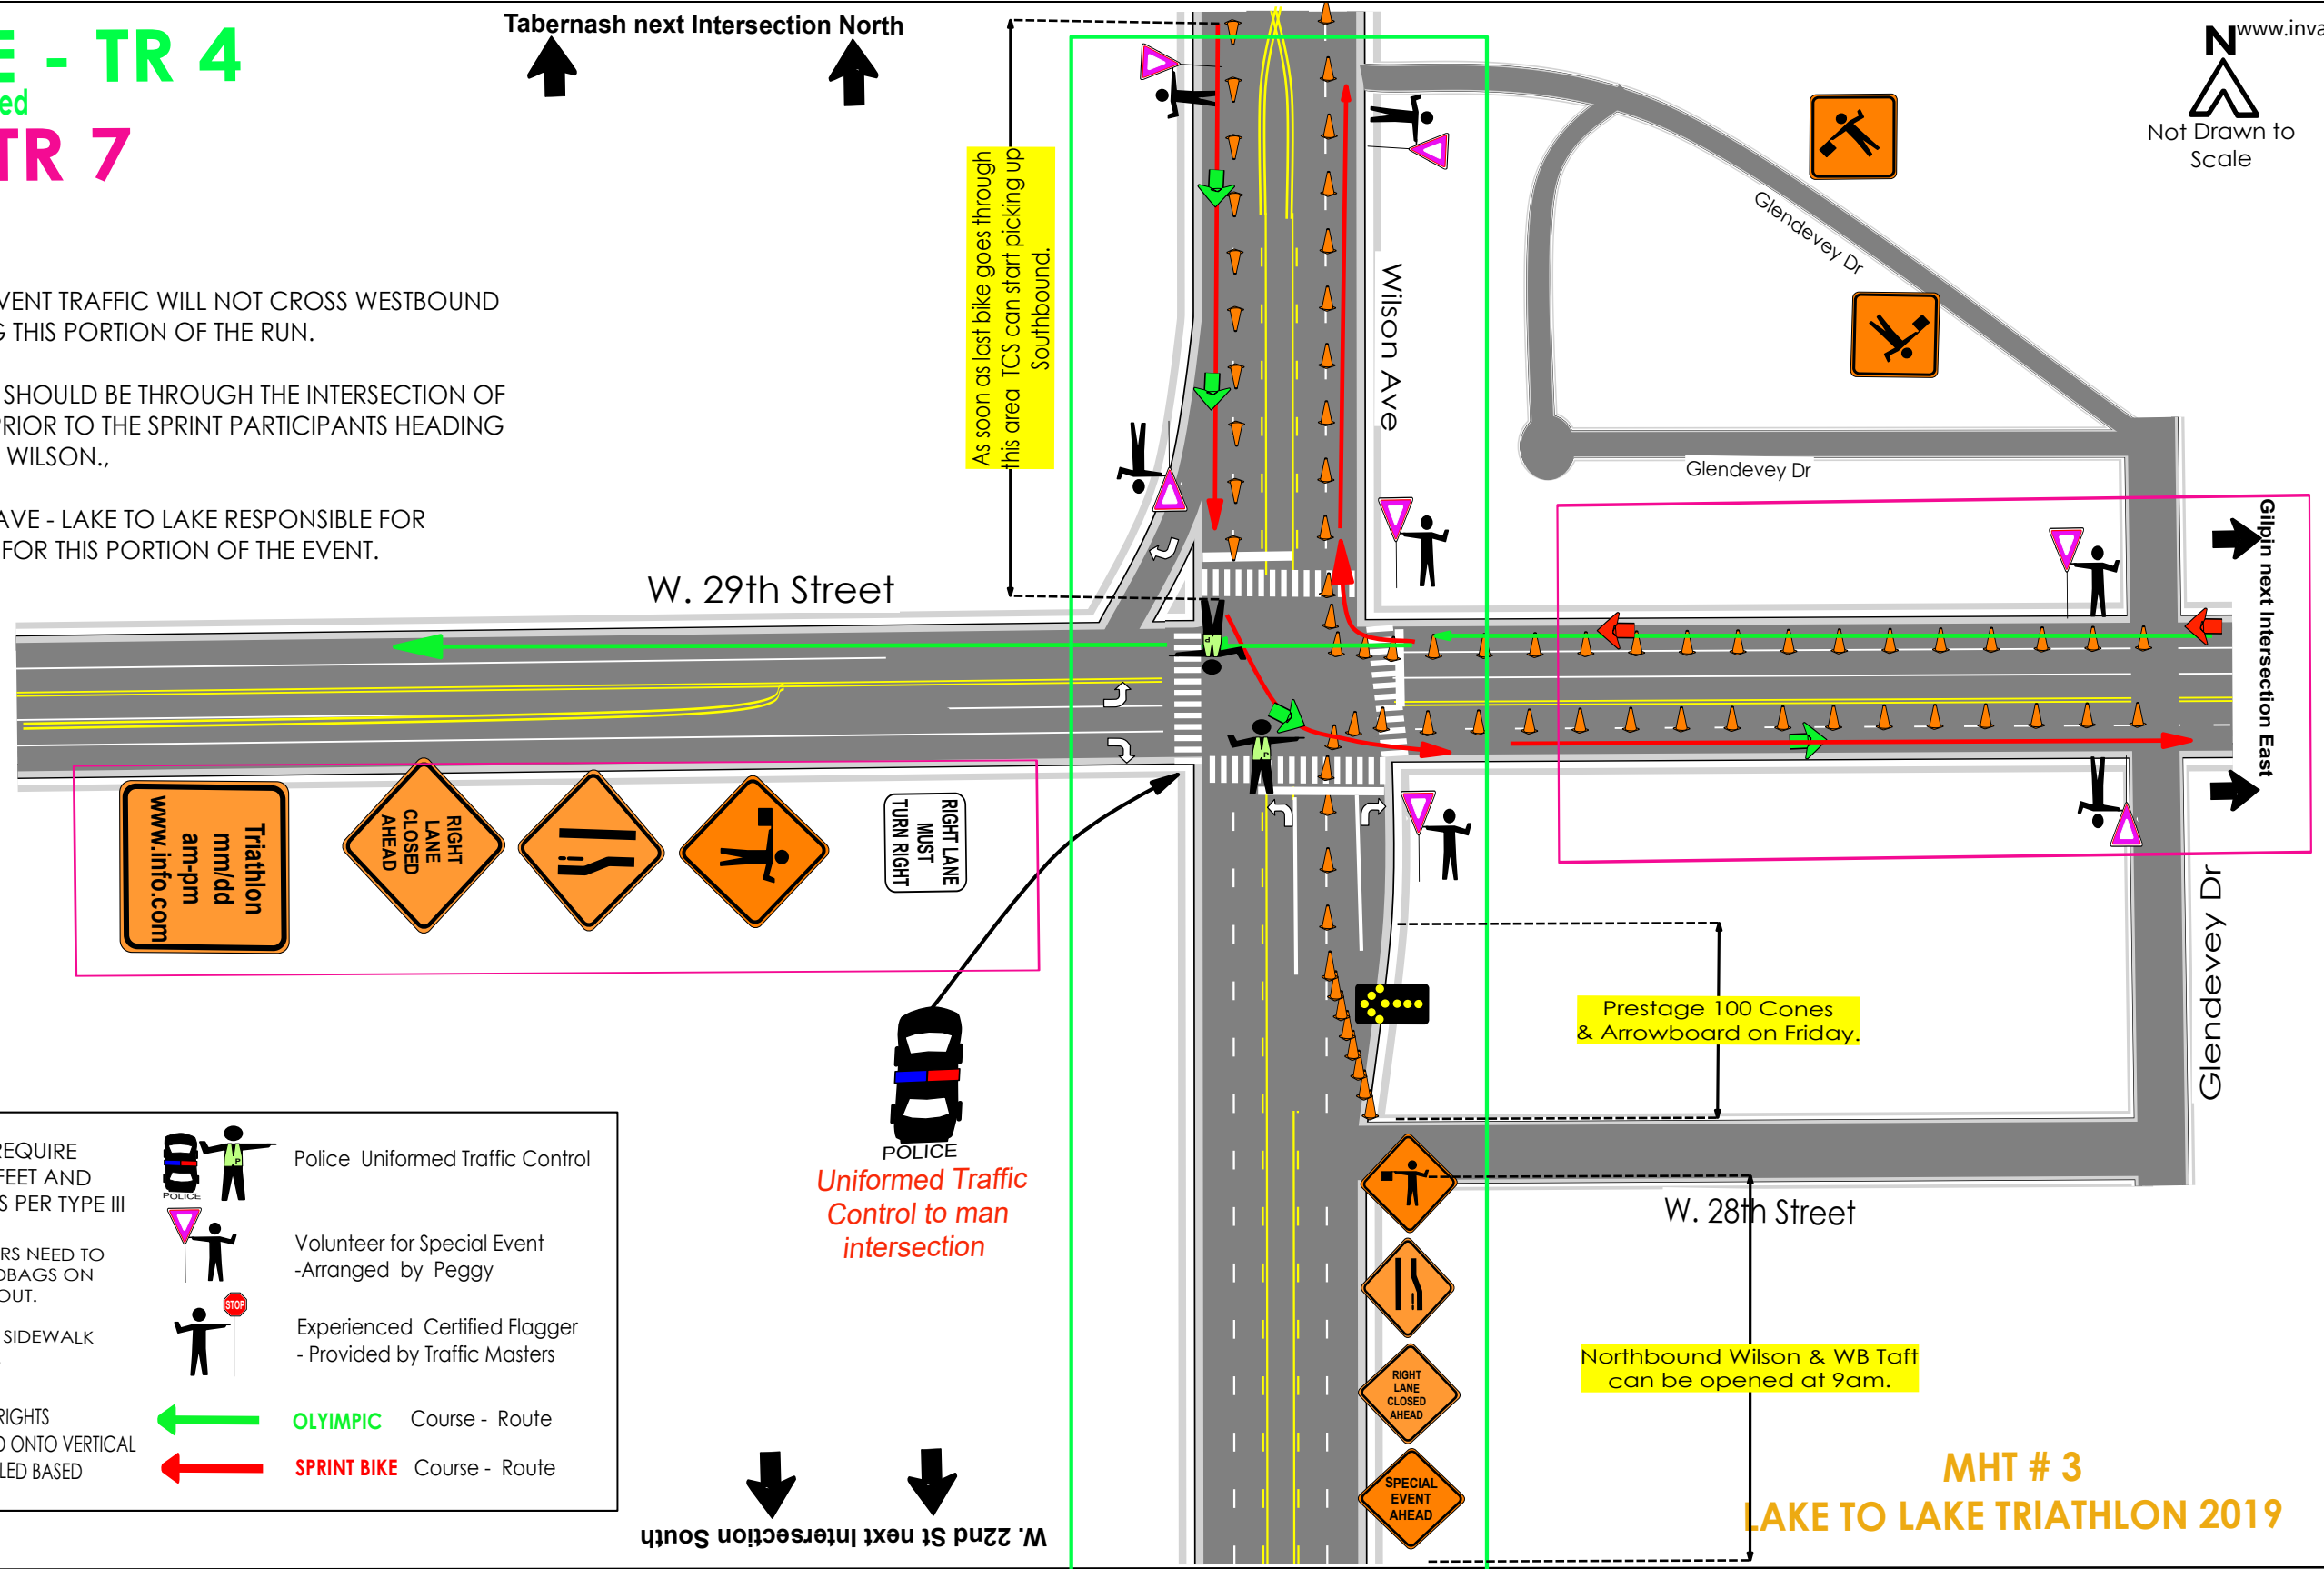 E - TR 4
ed
TR 7
Tabernash next Intersection North
N
www.inva
Not Drawn to
Scale
VENT TRAFFIC WILL NOT CROSS WESTBOUND
G THIS PORTION OF THE RUN.
SHOULD BE THROUGH THE INTERSECTION OF
PRIOR TO THE SPRINT PARTICIPANTS HEADING
WILSON.,
AVE - LAKE TO LAKE RESPONSIBLE FOR
FOR THIS PORTION OF THE EVENT.
As soon as last bike goes through
this area TCS can start picking up
Southbound.
Wilson Ave
Glendevey Dr
Glendevey Dr
Gilpin next Intersection East
W. 29th Street
Triathlon
mm/dd
am-pm
www.info.com
RIGHT
LANE
CLOSED
AHEAD
RIGHT LANE
MUST
TURN RIGHT
P
P
Glendevey Dr
Prestage 100 Cones
& Arrowboard on Friday.
POLICE
Uniformed Traffic
Control to man
intersection
W. 28th Street
Northbound Wilson & WB Taft
can be opened at 9am.
RIGHT
LANE
CLOSED
AHEAD
SPECIAL
EVENT
AHEAD
REQUIRE
FEET AND
S PER TYPE III
RS NEED TO
DBAGS ON
OUT.
SIDEWALK
RIGHTS
D ONTO VERTICAL
LED BASED
P
POLICE
Police Uniformed Traffic Control
Volunteer for Special Event
-Arranged by Peggy
STOP
Experienced Certified Flagger
- Provided by Traffic Masters
OLYIMPIC Course - Route
SPRINT BIKE Course - Route
W. 22nd St next Intersection South
MHT # 3
LAKE TO LAKE TRIATHLON 2019